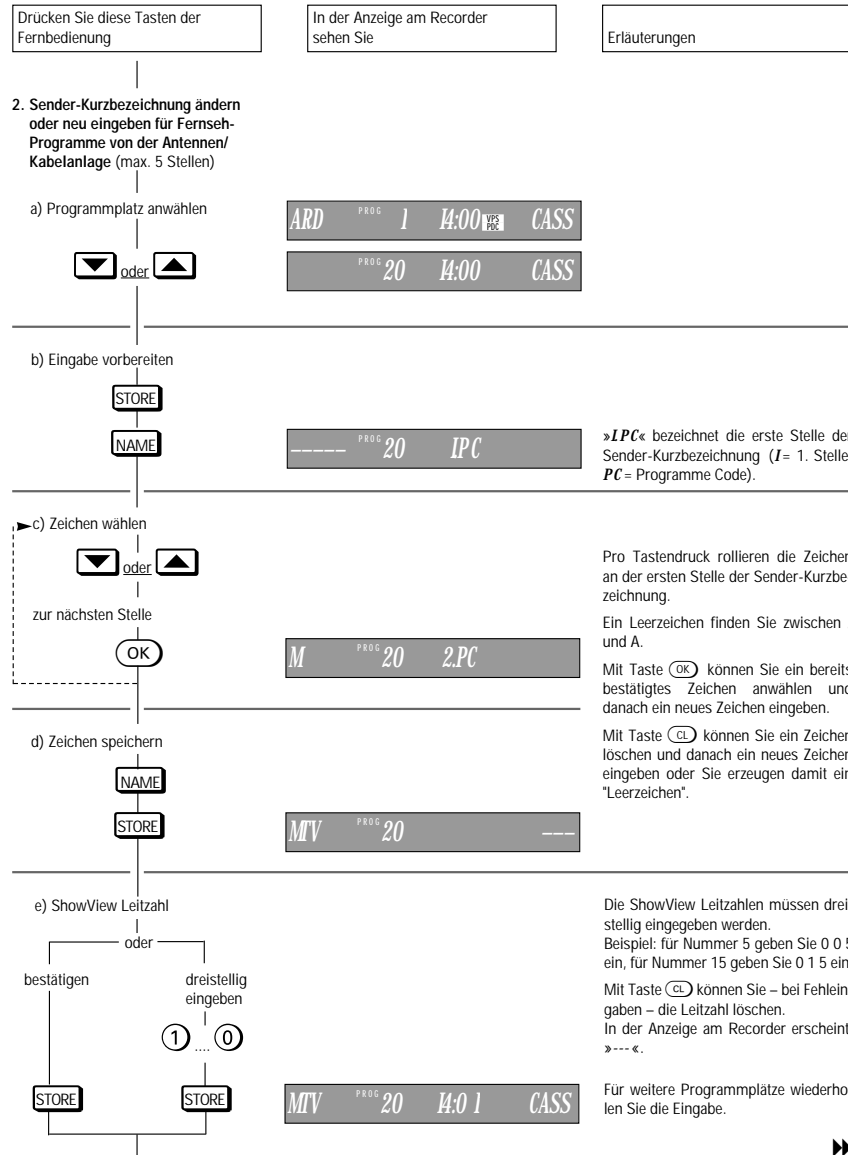 Drücken Sie diese Tasten der
Fernbedienung
In der Anzeige am Recorder
sehen Sie
Erläuterungen
2. Sender-Kurzbezeichnung ändern
oder neu eingeben für Fernseh-
Programme von der Antennen/
Kabelanlage (max. 5 Stellen)
a) Programmplatz anwählen
oder
ARD PROG 1 14:00 VPS PDC CASS
PROG 20 14:00 CASS
b) Eingabe vorbereiten
STORE
NAME
––––– PROG 20 1.PC
»1.PC« bezeichnet die erste Stelle der
Sender-Kurzbezeichnung (1 = 1. Stelle
PC = Programme Code).
c) Zeichen wählen
oder
zur nächsten Stelle
OK
M PROG 20 2.PC
Pro Tastendruck rollieren die Zeichen
an der ersten Stelle der Sender-Kurzbe
zeichnung.
Ein Leerzeichen finden Sie zwischen
und A.
Mit Taste OK können Sie ein bereits
bestätigtes Zeichen anwählen und
danach ein neues Zeichen eingeben.
Mit Taste CL können Sie ein Zeichen
löschen und danach ein neues Zeichen
eingeben oder Sie erzeugen damit ein
"Leerzeichen".
d) Zeichen speichern
NAME
STORE
MTV PROG 20 –––
e) ShowView Leitzahl
oder
bestätigen
dreistellig
eingeben
1 .... 0
STORE
STORE
MTV PROG 20 14:0 1 CASS
Die ShowView Leitzahlen müssen drei
stellig eingegeben werden.
Beispiel: für Nummer 5 geben Sie 0 0 5
ein, für Nummer 15 geben Sie 0 1 5 ein
Mit Taste CL können Sie – bei Fehlein
gaben – die Leitzahl löschen.
In der Anzeige am Recorder erscheint
»---«.
Für weitere Programmplätze wiederho
len Sie die Eingabe.